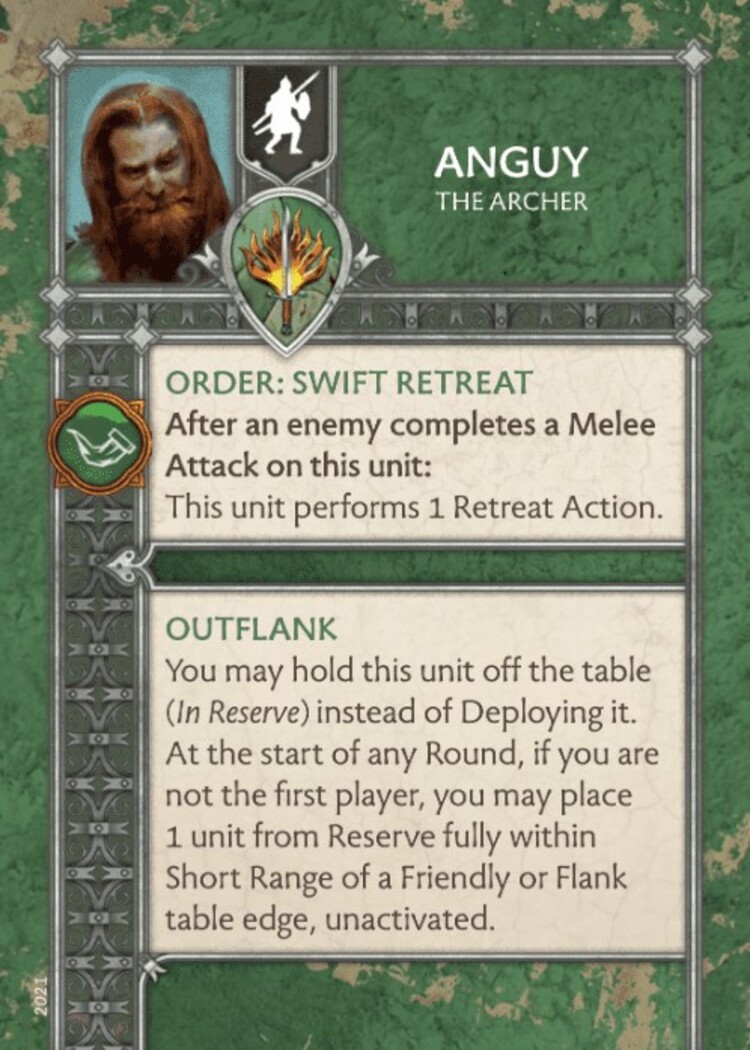 ANGUY
THE ARCHER
ORDER: SWIFT RETREAT
After an enemy completes a Melee
Attack on this unit:
This unit performs 1 Retreat Action.
OUTFLANK
You may hold this unit off the table
(In Reserve) instead of Deploying it.
At the start of any Round, if you are
not the first player, you may place
1 unit from Reserve fully within
Short Range of a Friendly or Flank
table edge, unactivated.
2021